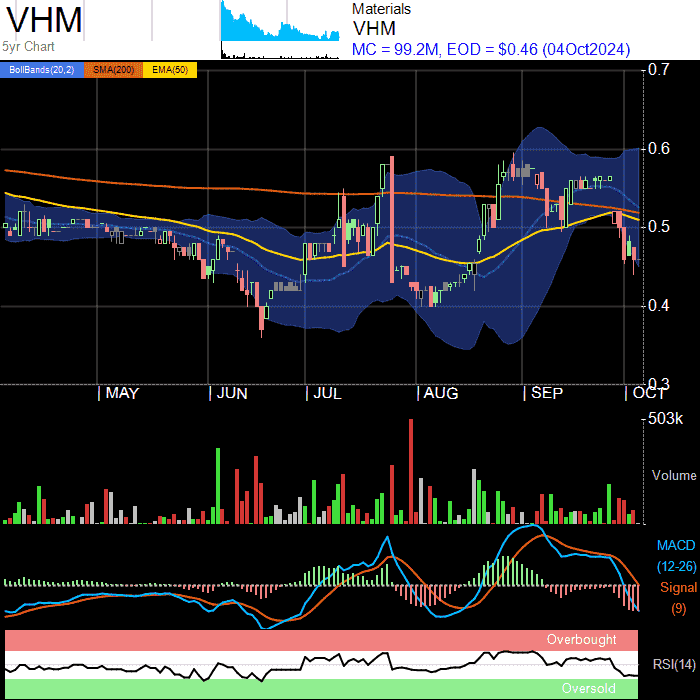 VHM
5yr Chart
Materials
VHM
MC = 99.2M, EOD = $0.46 (04Oct2024)
BollBands(20,2) SMA(200) EMA(50)
0.7
0.6
0.5
0.4
0.3
MAY JUN JUL AUG SEP OCT
503k
Volume
MACD
(12-26)
Signal
(9)
Overbought
RSI(14)
Oversold